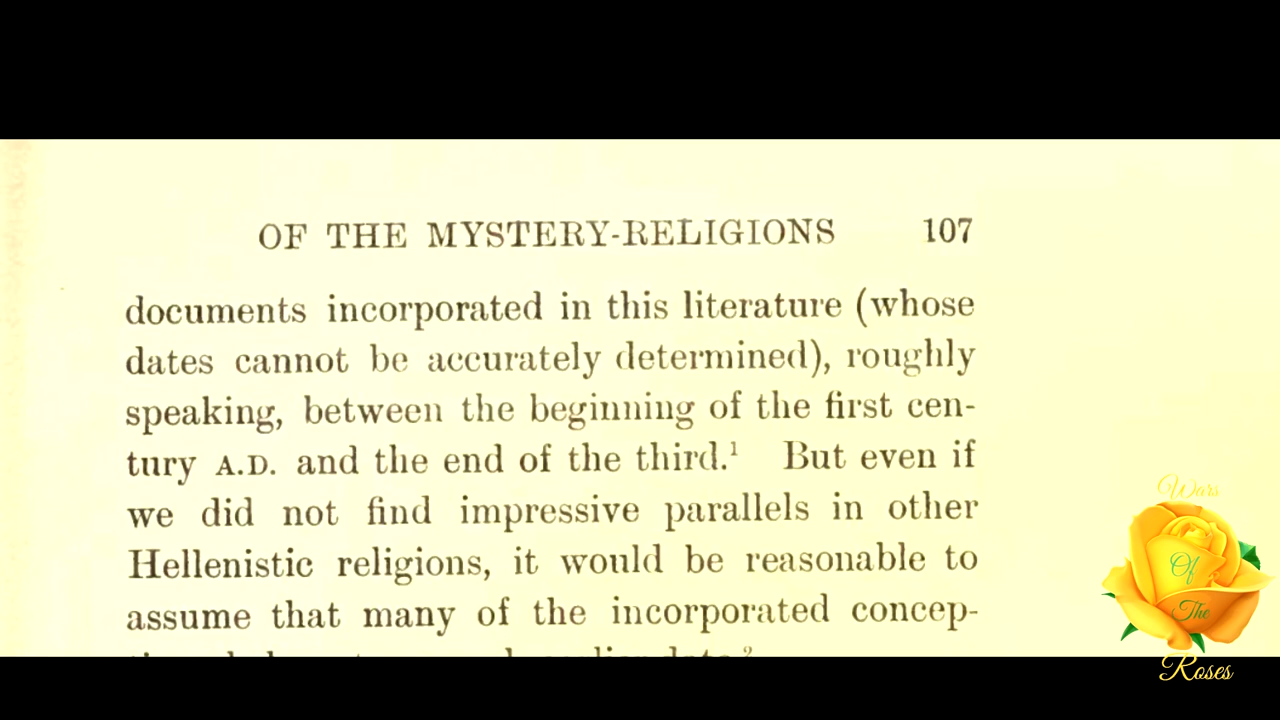 OF THE MYSTERY-RELIGIONS 107
documents incorporated in this literature (whose
dates cannot be accurately determined), roughly
speaking, between the beginning of the first cen-
tury A.D. and the end of the third.¹ But even if
we did not find impressive parallels in other
Hellenistic religions, it would be reasonable to
assume that many of the incorporated concep-
Wars
Of
The
Roses